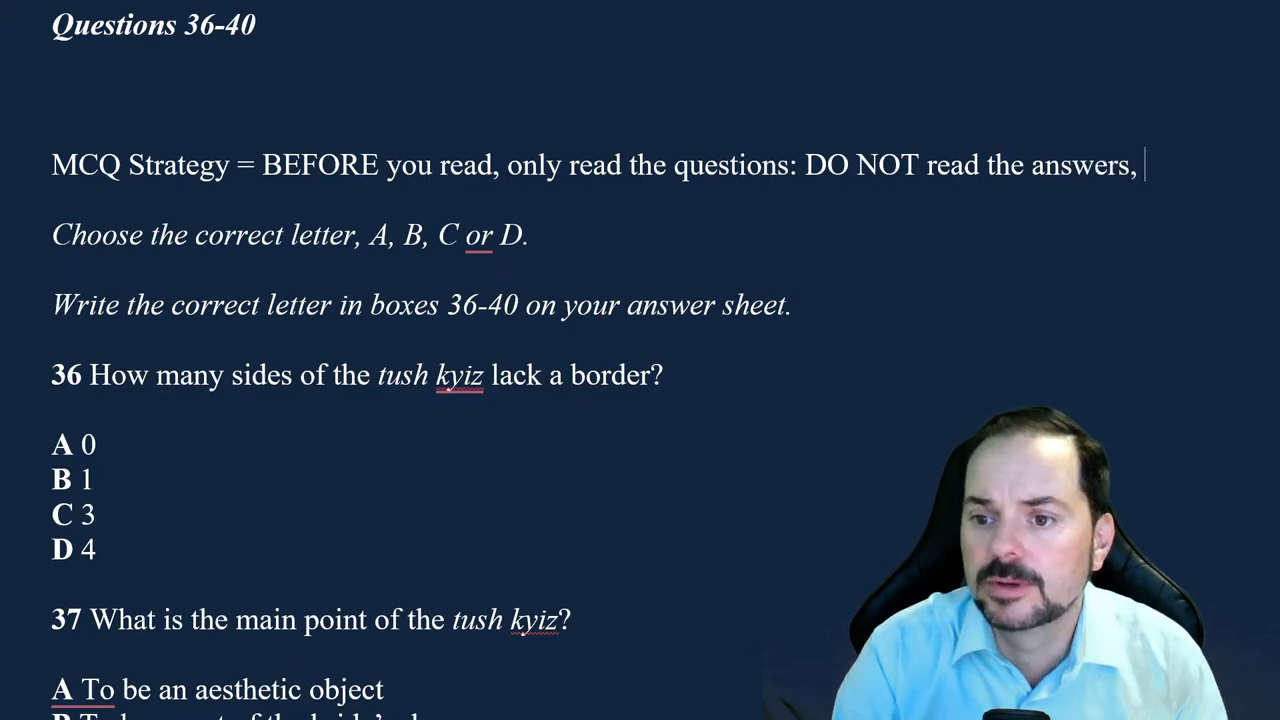 Questions 36-40
MCQ Strategy = BEFORE you read, only read the questions: DO NOT read the answers,
Choose the correct letter, A, B, C or D.
Write the correct letter in boxes 36-40 on your answer sheet.
36 How many sides of the tush kyiz lack a border?
A 0
B 1
C 3
D 4
37 What is the main point of the tush kyiz?
A To be an aesthetic object